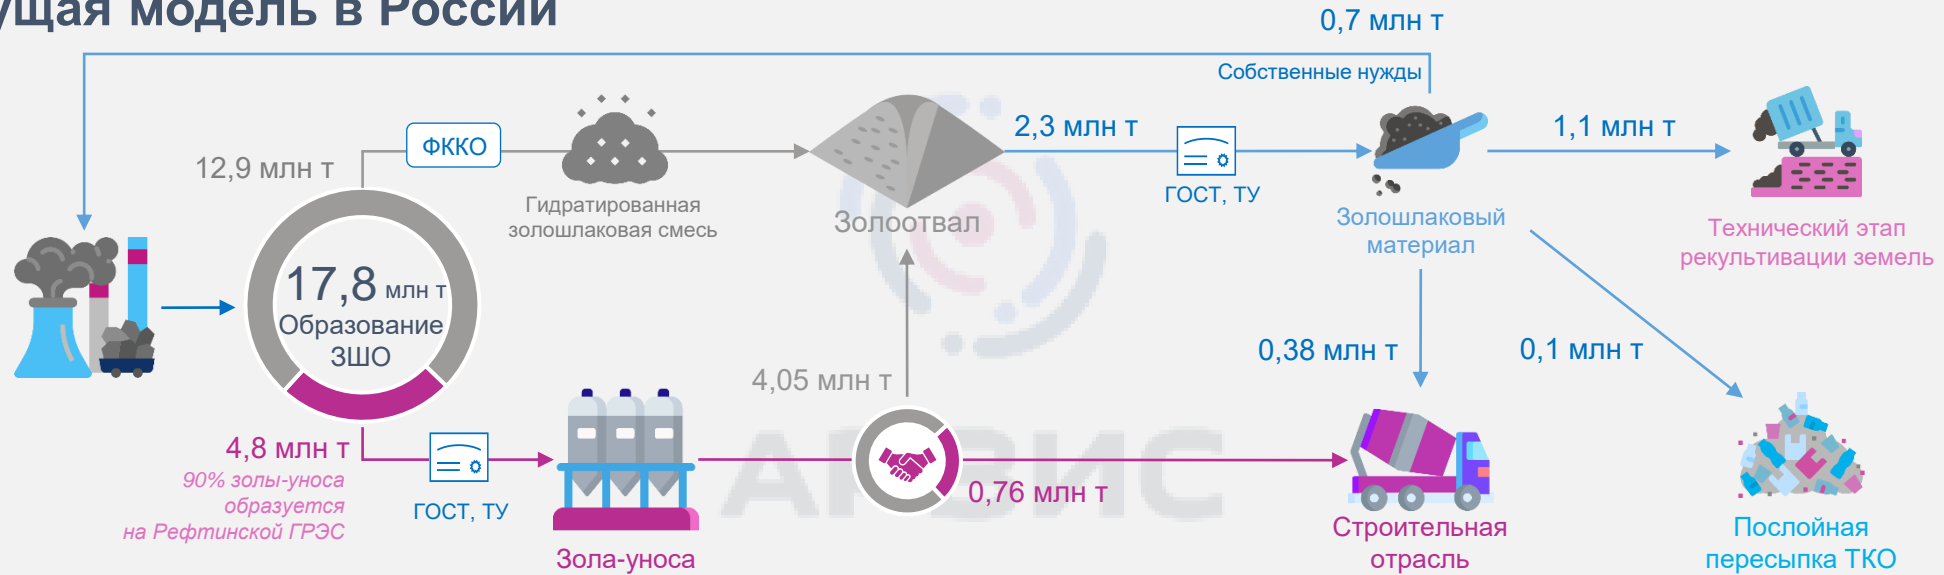 ущая модель в России
0,7 млн т
Собственные нужды
12,9 млн т
ФККО
Гидратированная
золошлаковая смесь
Золоотвал
2,3 млн т
ГОСТ, ТУ
Золошлаковый
материал
1,1 млн т
Технический этап
рекультивации земель
17,8 млн т
Образование
ЗШО
4,8 млн т
90% золы-уноса
образуется
на Рефтинской ГРЭС
ГОСТ, ТУ
Зола-уноса
4,05 млн т
0,76 млн т
0,38 млн т
Строительная
отрасль
0,1 млн т
Послойная
пересыпка ТКО